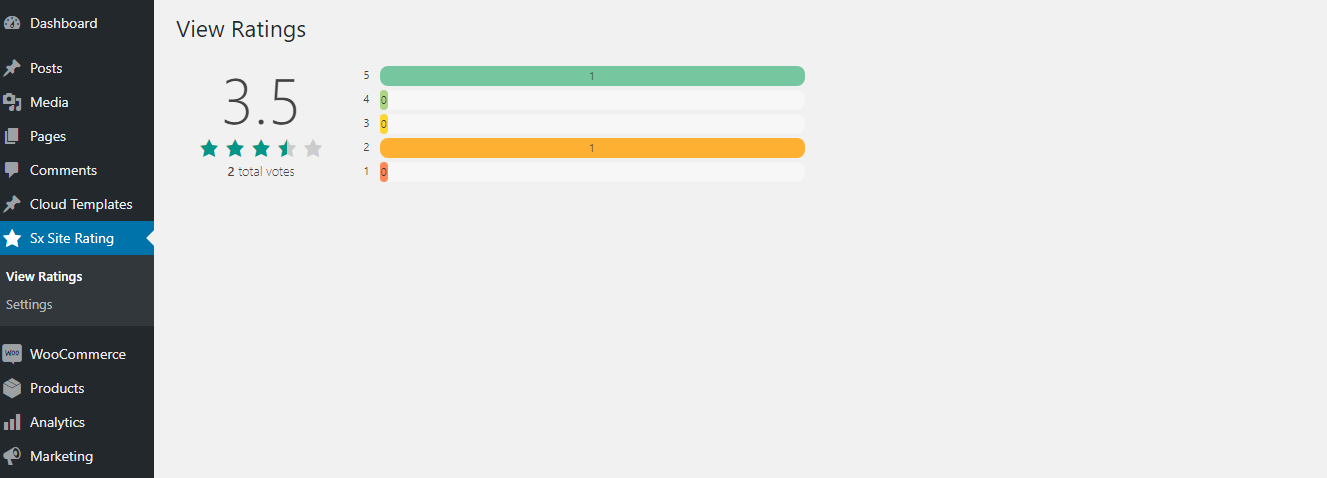 Dashboard
Posts
Media
Pages
Comments
Cloud Templates
Sx Site Rating
View Ratings
Settings
WOO WooCommerce
Products
Analytics
Marketing
View Ratings
3.5
2 total votes
5 1
4 0
3 0
2 1
1 0